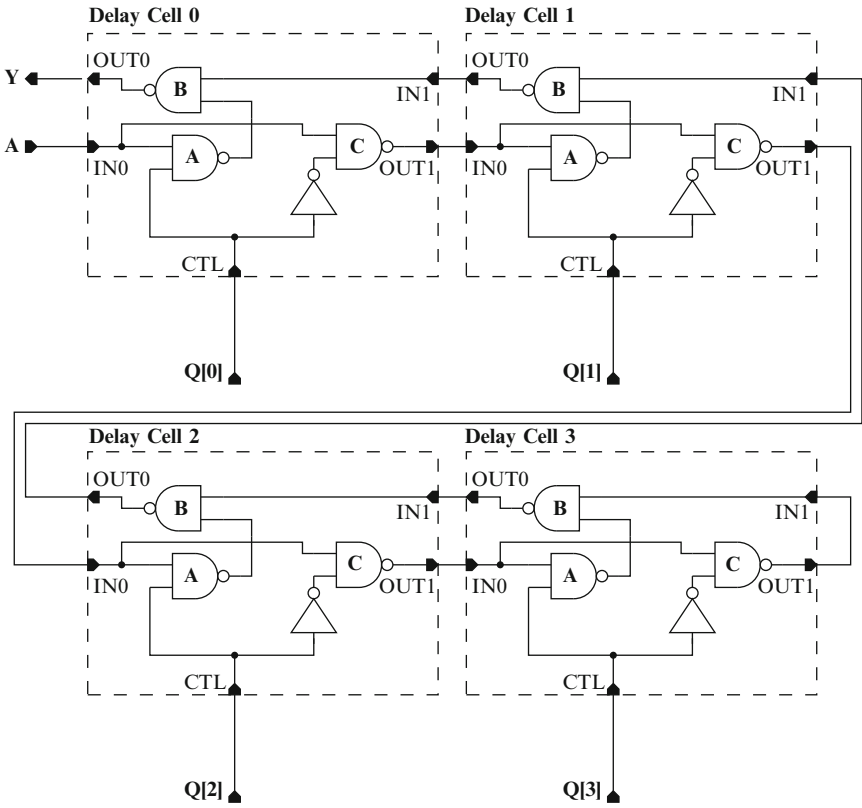 Delay Cell 0
Delay Cell 1
OUT0
OUT0
Y
B
B
IN1
IN1
A
A
C
A
C
IN0
OUT1
IN0
OUT1
CTL
CTL
Q[0]
Q[1]
Delay Cell 2
Delay Cell 3
OUT0
OUT0
B
B
IN1
IN1
A
C
A
C
IN0
OUT1
IN0
OUT1
CTL
CTL
Q[2]
Q[3]